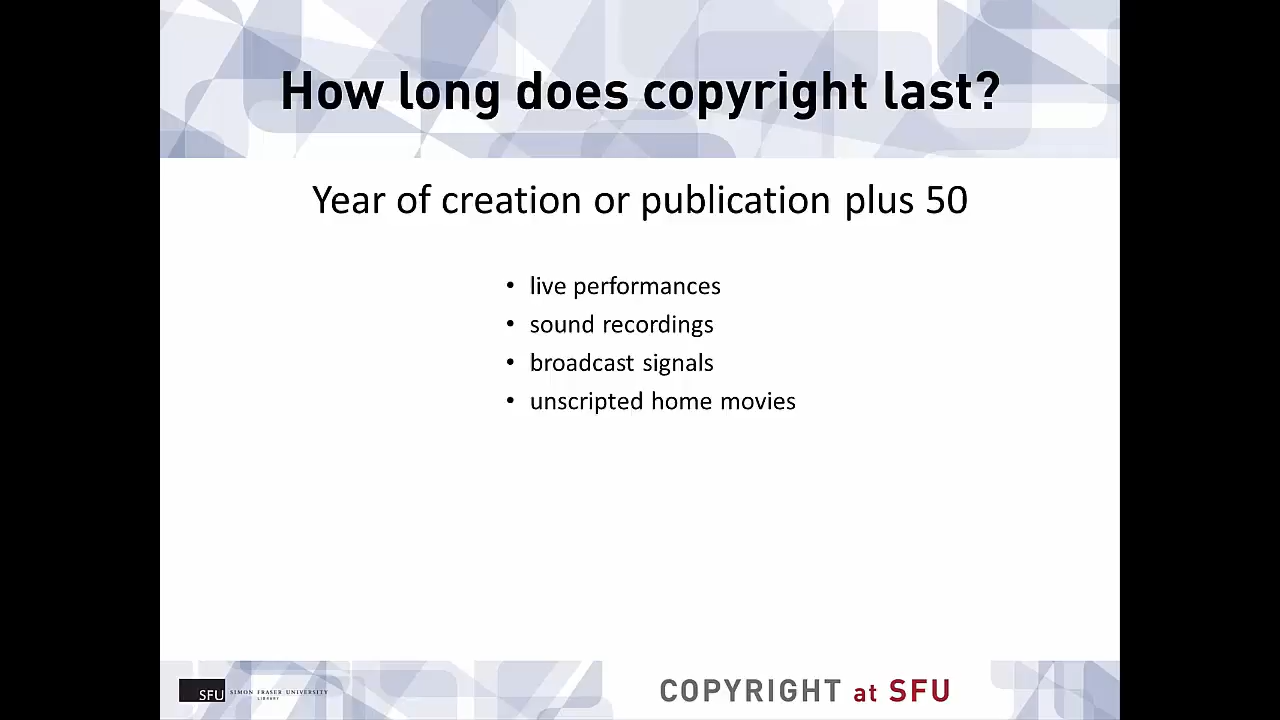 How long does copyright last?
Year of creation or publication plus 50
• live performances
• sound recordings
• broadcast signals
• unscripted home movies
SFU SIMON FRASER UNIVERSITY
LIBRARY
COPYRIGHT at SFU